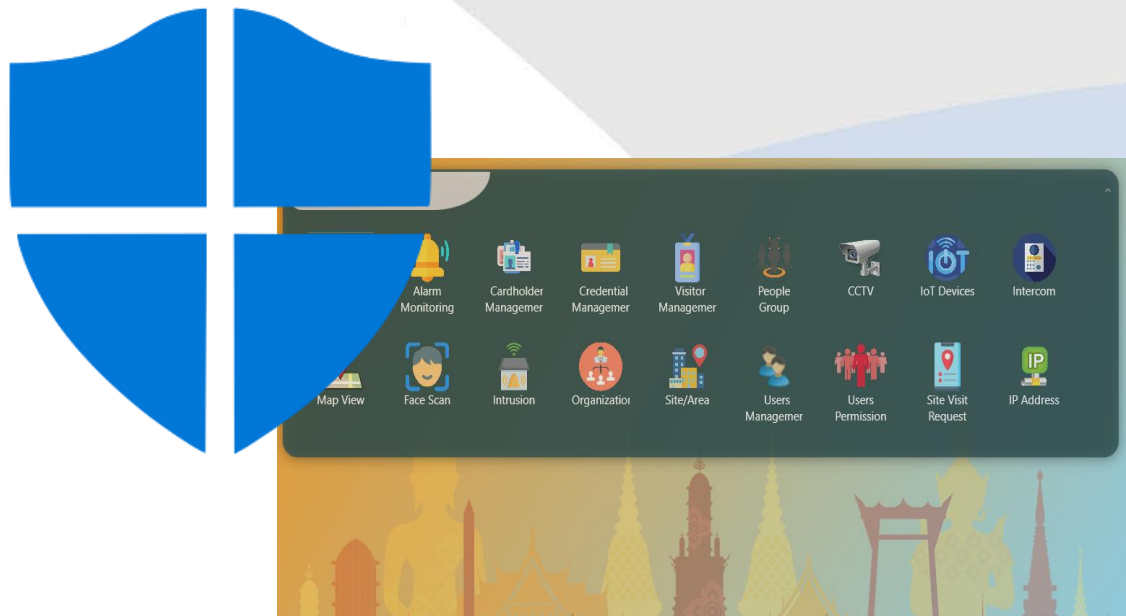 Alarm
Monitoring
Cardholder
Managemer
Credential
Managemer
Visitor
Managemer
People
Group
CCTV
IoT Devices
IOT
Intercom
Map View
Face Scan
Intrusion
Organization
Site/Area
Users
Managemer
Users
Permission
Site Visit
Request
IP
IP Address